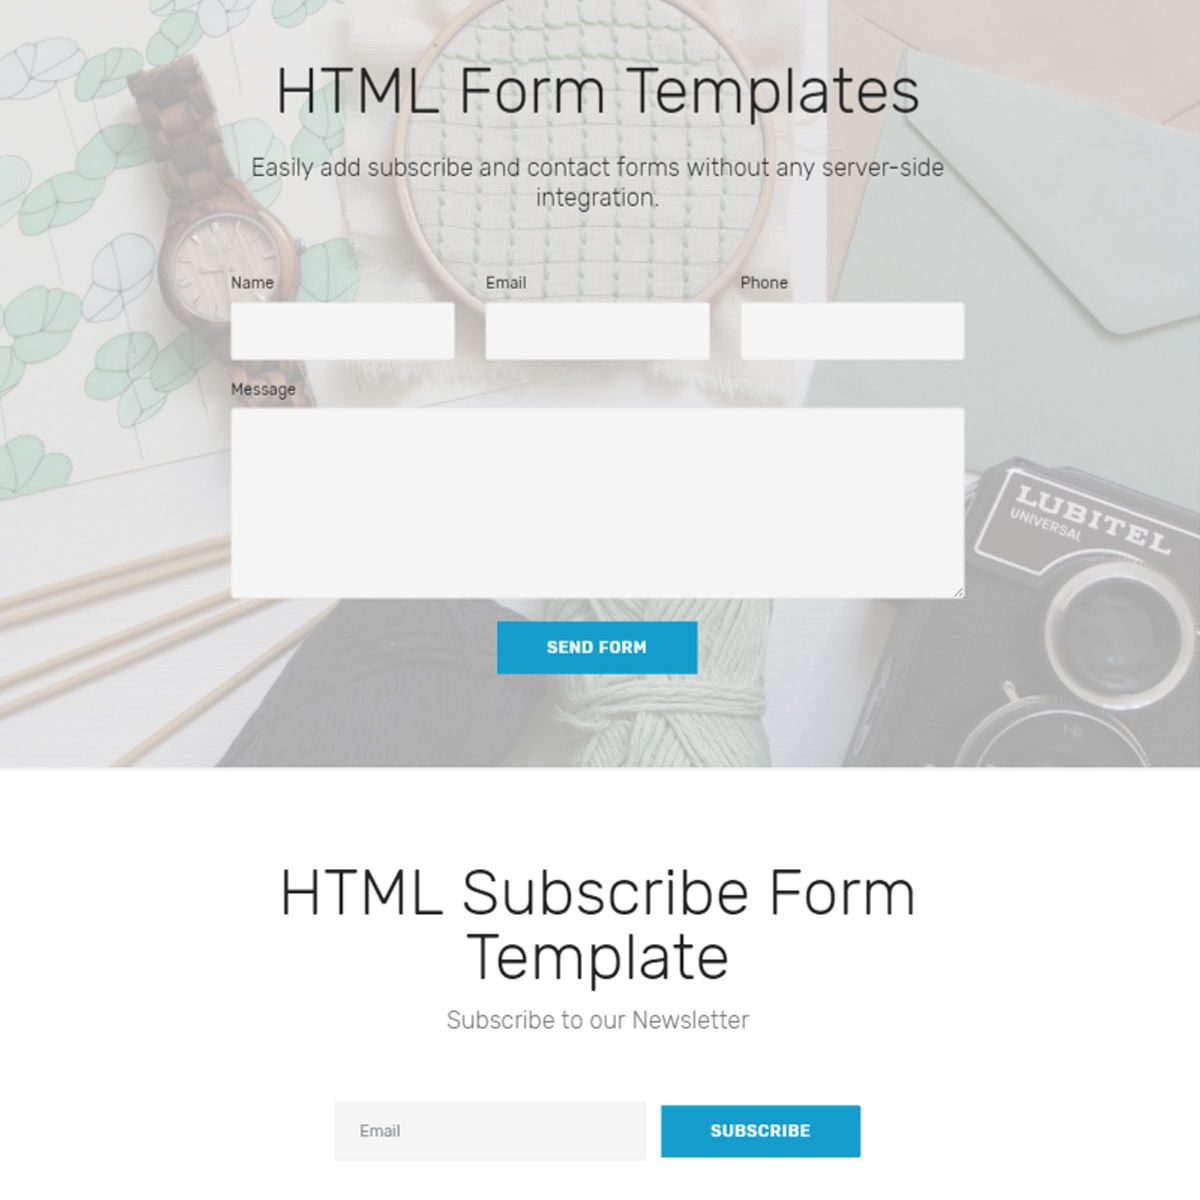 HTML Form Templates
Easily add subscribe and contact forms without any server-side
integration.
Name
Email
Phone
Message
LUBITEL
UNIVERSAL
SEND FORM
HTML Subscribe Form
Template
Subscribe to our Newsletter
Email
SUBSCRIBE